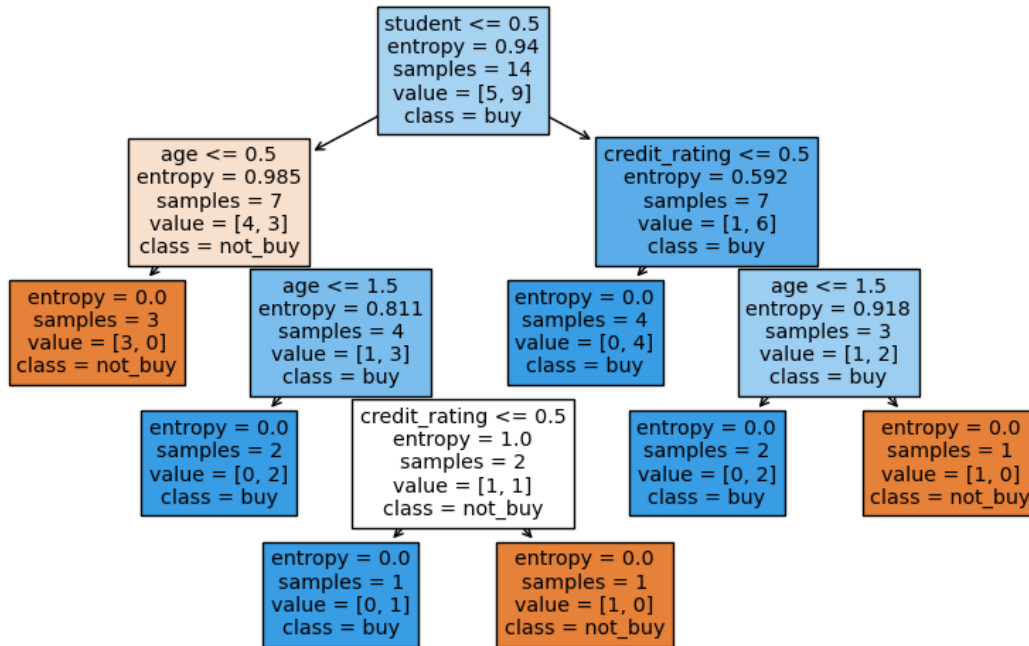 student <= 0.5
entropy = 0.94
samples = 14
value = [5, 9]
class = buy
age <= 0.5
entropy = 0.985
samples = 7
value = [4, 3]
class = not_buy
credit_rating <= 0.5
entropy = 0.592
samples = 7
value = [1, 6]
class = buy
entropy = 0.0
samples = 3
value = [3, 0]
class = not_buy
age <= 1.5
entropy = 0.811
samples = 4
value = [1, 3]
class = buy
entropy = 0.0
samples = 4
value = [0, 4]
class = buy
age <= 1.5
entropy = 0.918
samples = 3
value = [1, 2]
class = buy
entropy = 0.0
samples = 2
value = [0, 2]
class = buy
credit_rating <= 0.5
entropy = 1.0
samples = 2
value = [1, 1]
class = not_buy
entropy = 0.0
samples = 2
value = [0, 2]
class = buy
entropy = 0.0
samples = 1
value = [1, 0]
class = not_buy
entropy = 0.0
samples = 1
value = [0, 1]
class = buy
entropy = 0.0
samples = 1
value = [1, 0]
class = not_buy